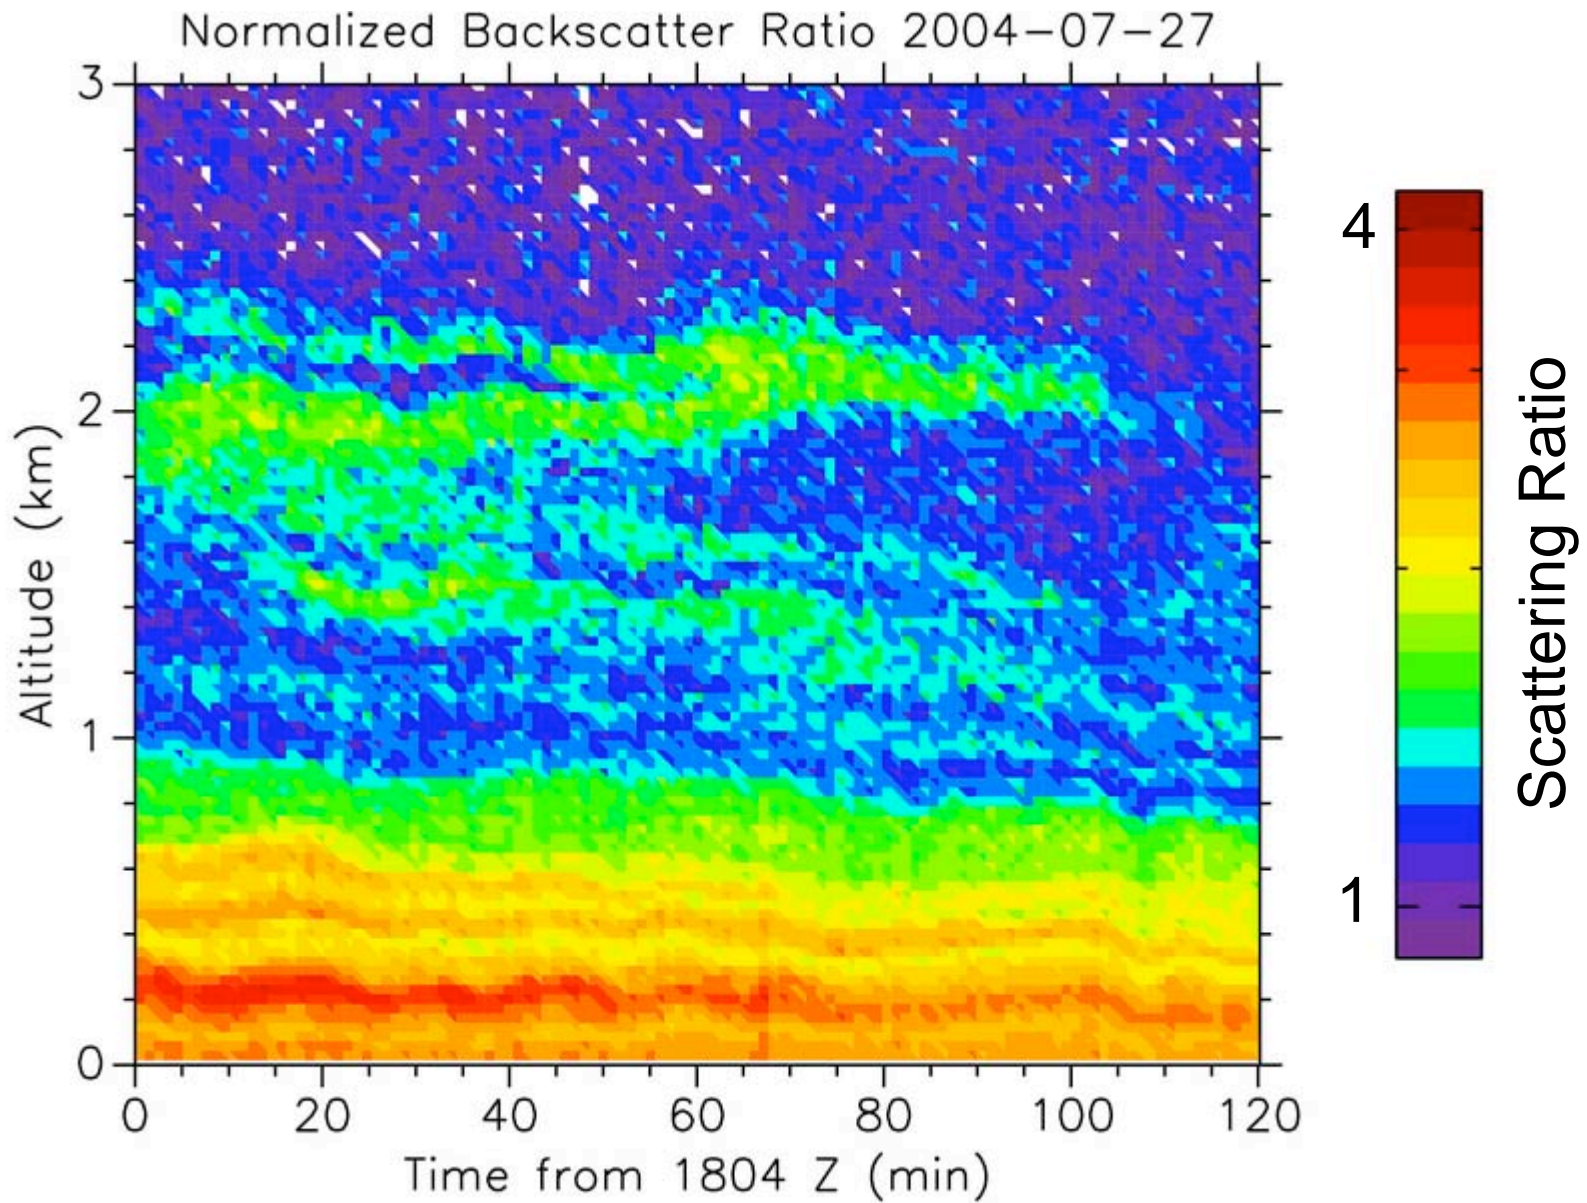 Normalized Backscatter Ratio 2004-07-27
3
2
1
0
Altitude (km)
0 20 40 60 80 100 120
Time from 1804 Z (min)
4
1
Scattering Ratio